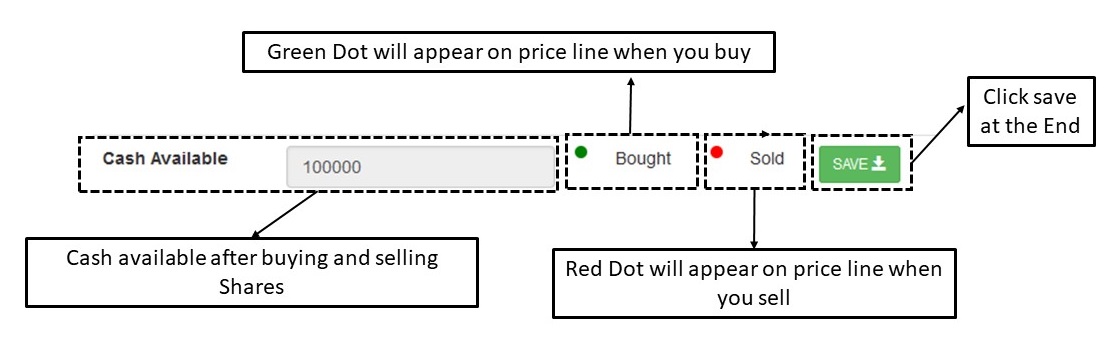 Green Dot will appear on price line when you buy
Click save
at the End
Cash Available
100000
Bought
Sold
SAVE
Cash available after buying and selling
Shares
Red Dot will appear on price line when
you sell